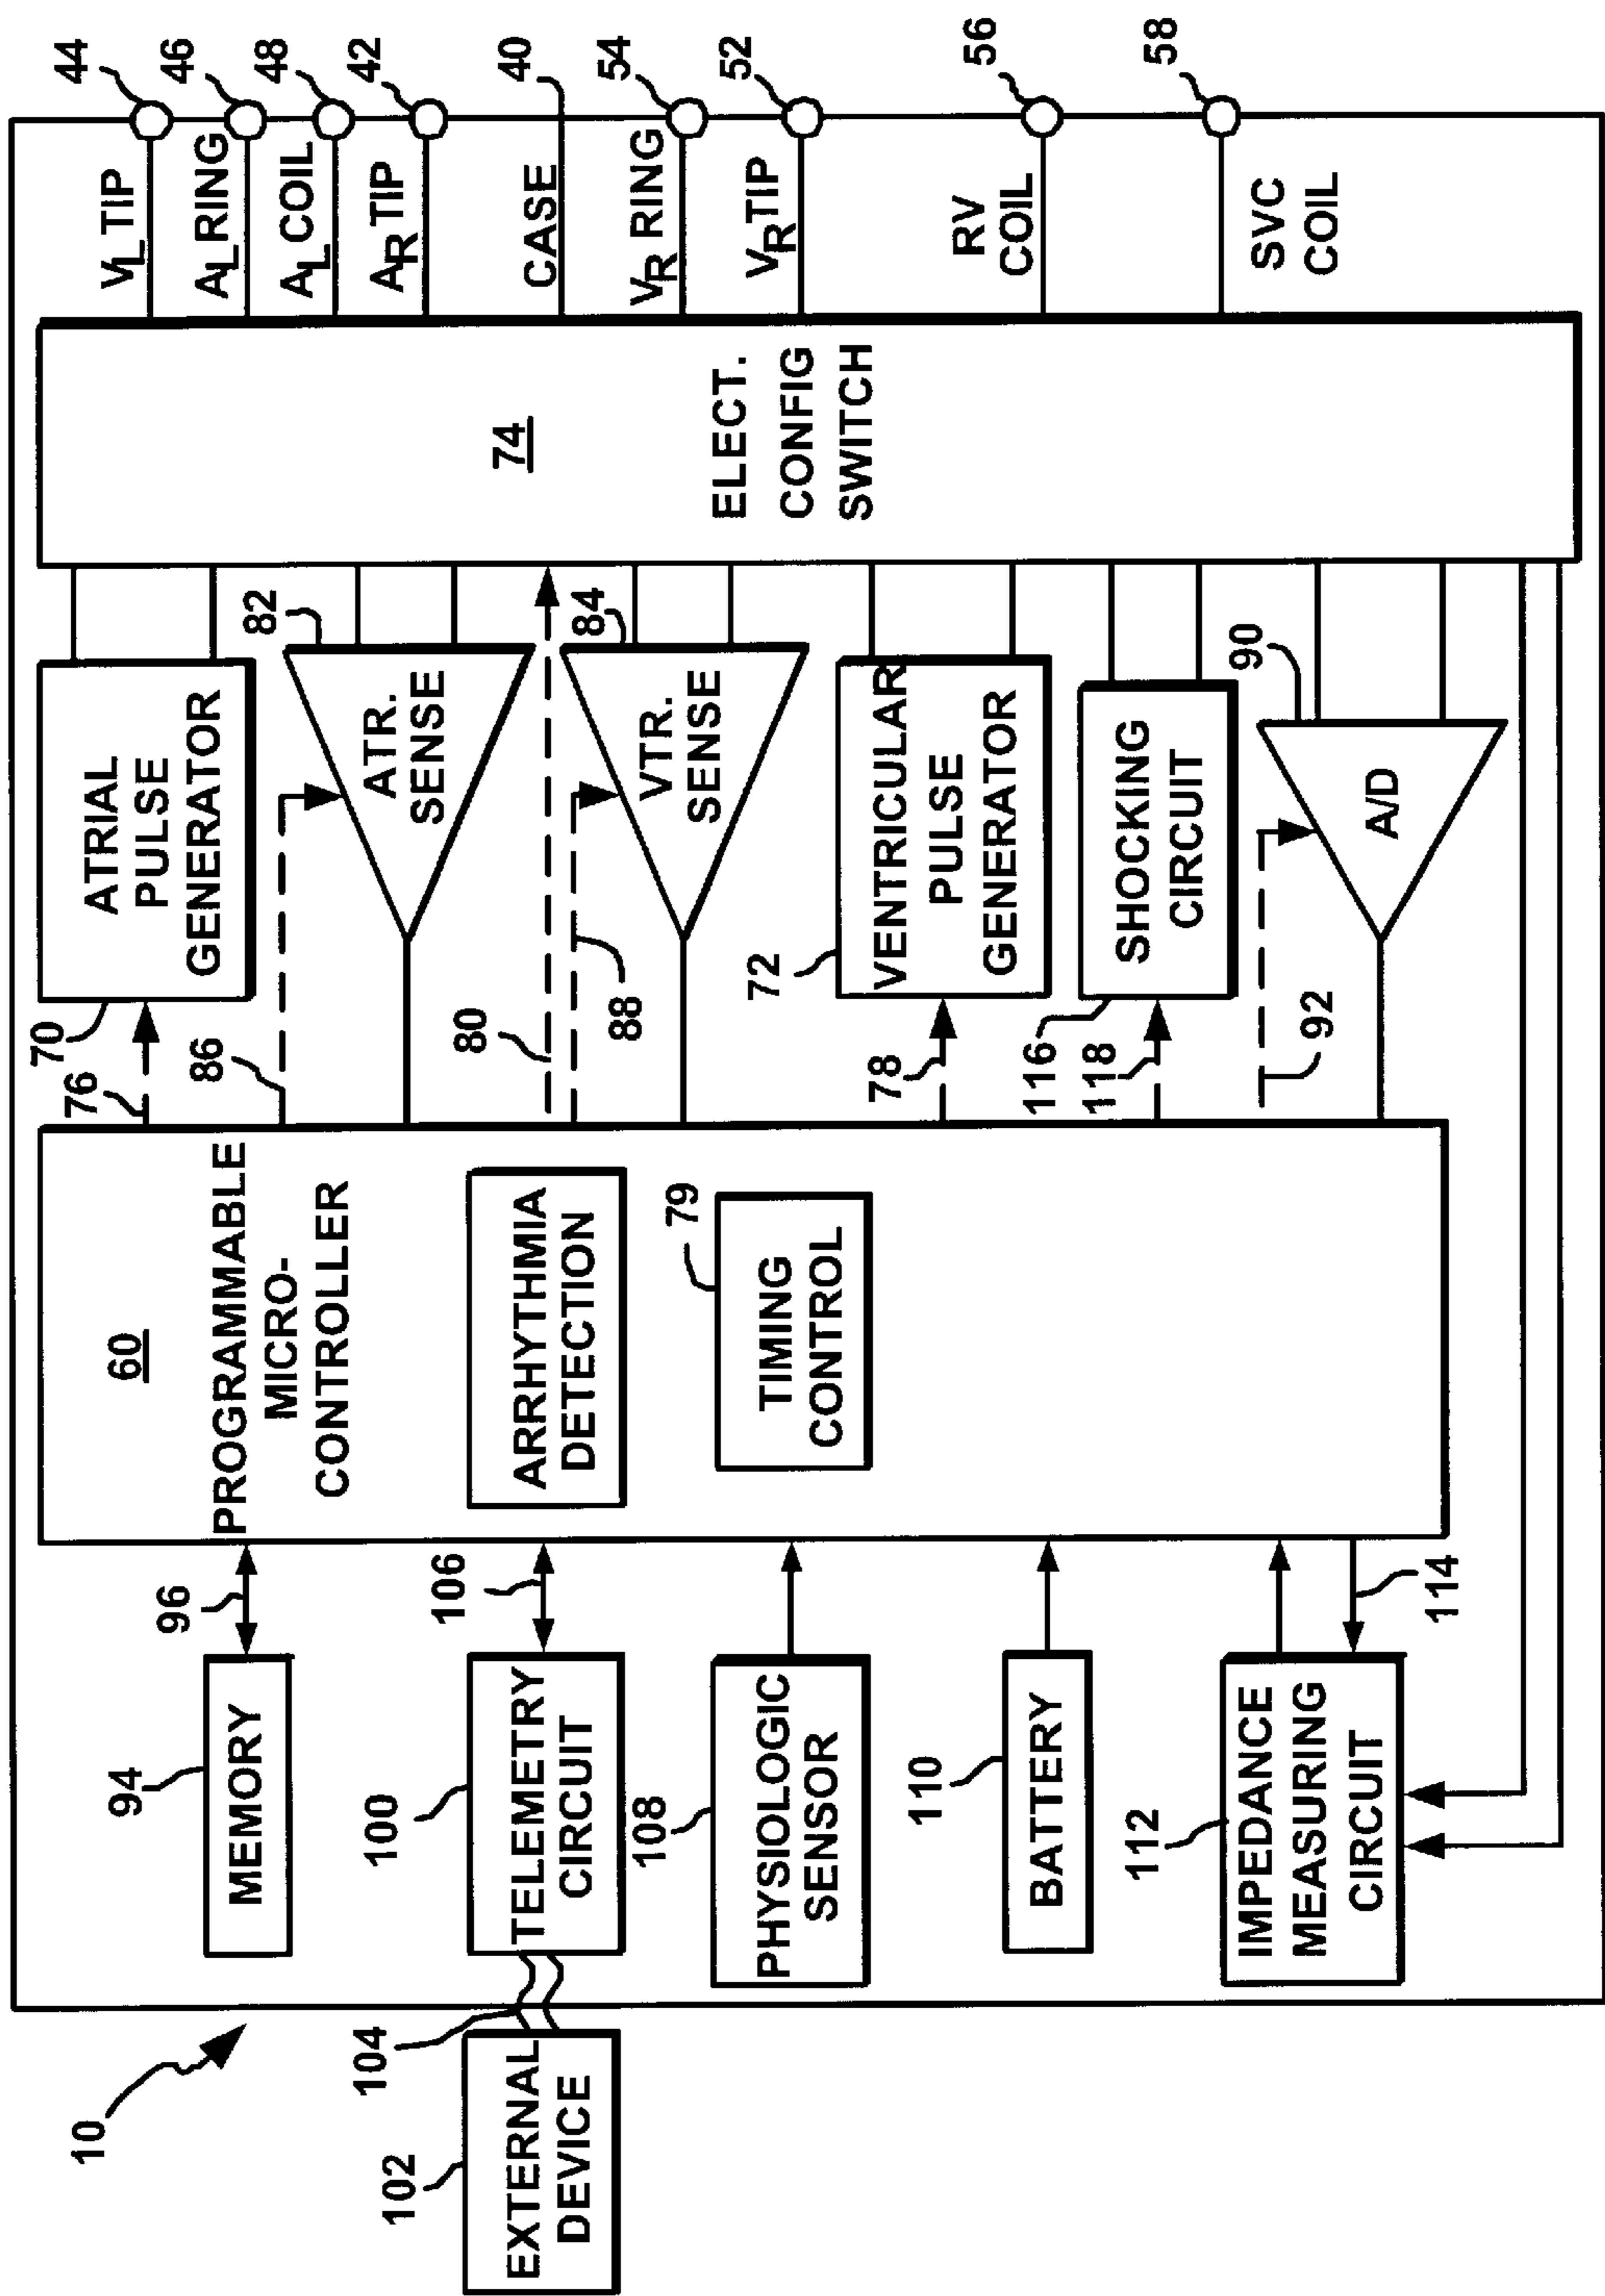 10
102
EXTERNAL
DEVICE
104
94
MEMORY
96
100
TELEMETRY
CIRCUIT
106
108
PHYSIOLOGIC
SENSOR
110
BATTERY
112
IMPEDANCE
MEASURING
CIRCUIT
114
60
PROGRAMMABLE
MICRO-
CONTROLLER
ARRHYTHMIA
DETECTION
79
TIMING
CONTROL
70
76
ATRIAL
PULSE
GENERATOR
86
82
ATR.
SENSE
80
88
84
VTR.
SENSE
72
78
VENTRICULAR
PULSE
GENERATOR
116
118
SHOCKING
CIRCUIT
92
90
A/D
74
ELECT.
CONFIG
SWITCH
VL TIP
44
AL RING
46
AL COIL
48
AR TIP
42
CASE
40
VR RING
54
VR TIP
52
RV
COIL
56
SVC
COIL
58